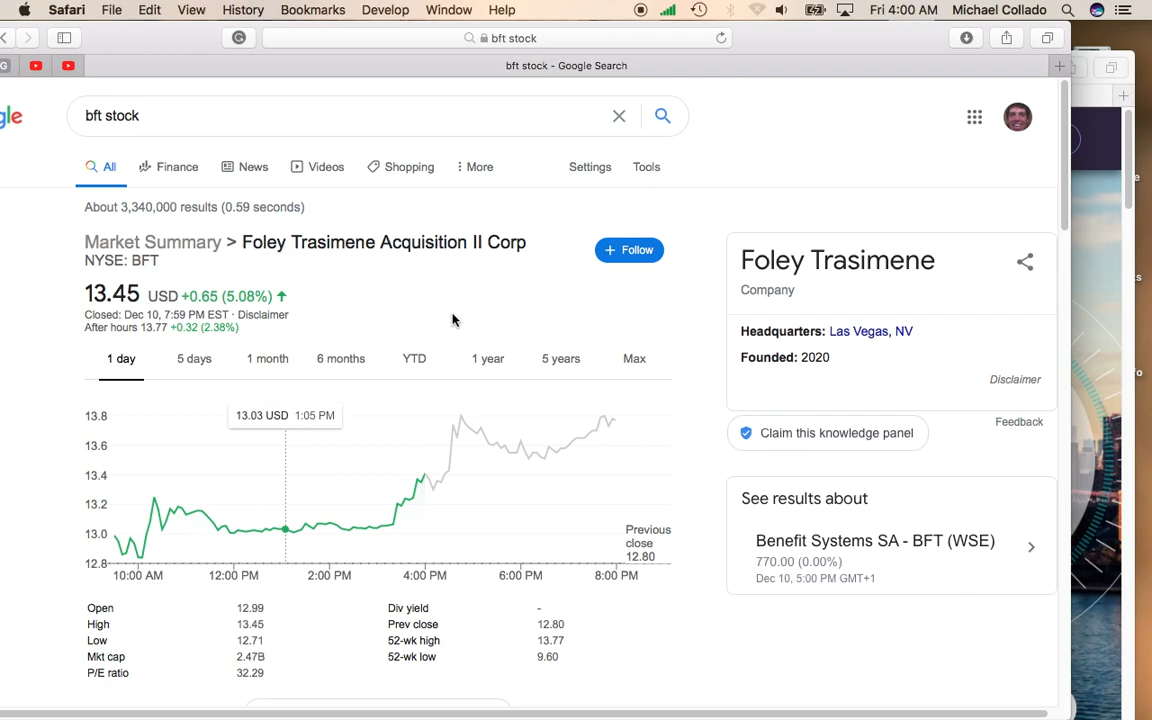 Safari File Edit View History Bookmarks Develop Window Help Fri 4:00 AM Michael Collado
bft stock
bft stock - Google Search
gle
bft stock
All Finance News Videos Shopping More Settings Tools
About 3,340,000 results (0.59 seconds)
Market Summary > Foley Trasimene Acquisition II Corp
NYSE: BFT
+ Follow
13.45 USD +0.65 (5.08%) ↑
Closed: Dec 10, 7:59 PM EST · Disclaimer
After hours 13.77 +0.32 (2.38%)
1 day 5 days 1 month 6 months YTD 1 year 5 years Max
13.03 USD 1:05 PM
13.8
13.6
13.4
13.2
13.0
12.8
Previous
close
12.80
10:00 AM 12:00 PM 2:00 PM 4:00 PM 6:00 PM 8:00 PM
Open 12.99 Div yield -
High 13.45 Prev close 12.80
Low 12.71 52-wk high 13.77
Mkt cap 2.47B 52-wk low 9.60
P/E ratio 32.29
Foley Trasimene
Company
Headquarters: Las Vegas, NV
Founded: 2020
Disclaimer
Feedback
Claim this knowledge panel
See results about
Benefit Systems SA - BFT (WSE)
770.00 (0.00%)
Dec 10, 5:00 PM GMT+1